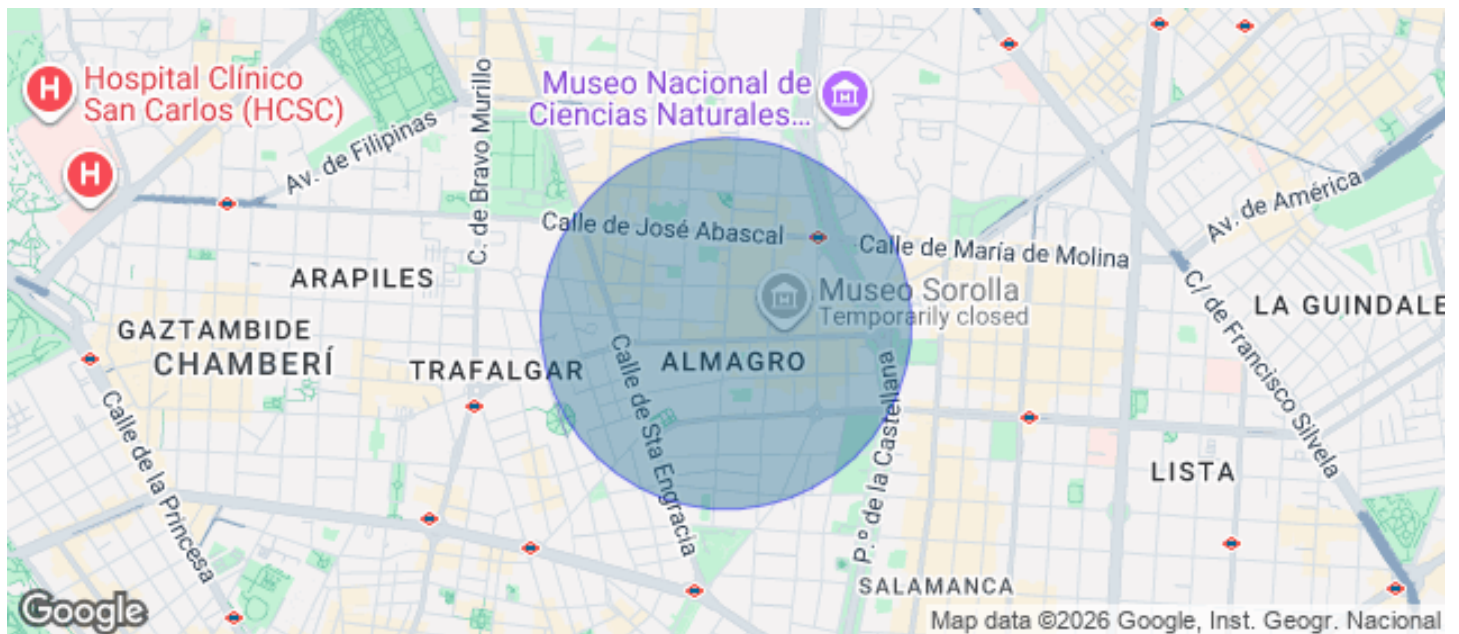 Hospital Clínico
San Carlos (HCSC)
Av. de Filipinas
C. de Bravo Murillo
Museo Nacional de
Ciencias Naturales...
Av. de América
Calle de José Abascal
Calle de María de Molina
ARAPILES
Museo Sorolla
Temporarily closed
C/ de Francisco Silvela
LA GUINDALE
GAZTAMBIDE
CHAMBERÍ
TRAFALGAR
ALMAGRO
Calle de Sta Engracia
P.º de la Castellana
Calle de la Princesa
LISTA
SALAMANCA
Google
Map data ©2026 Google, Inst. Geogr. Nacional